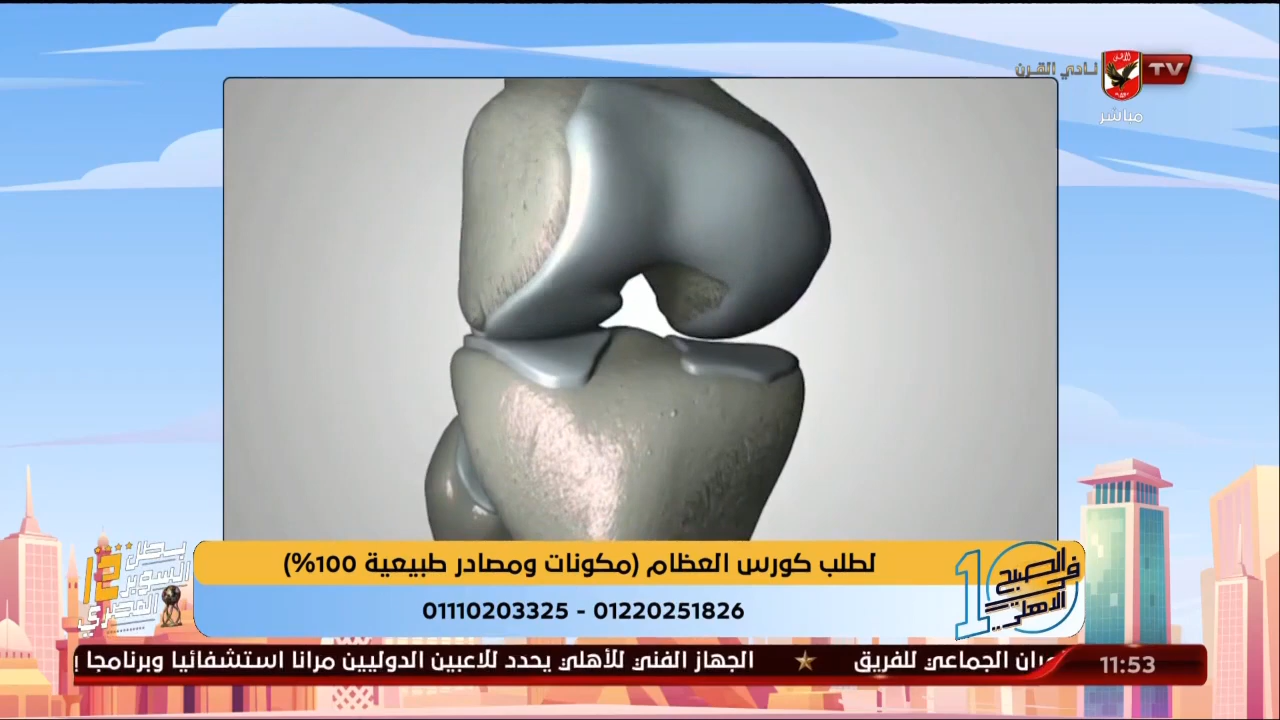 نادي القرن
TV
مباشر
بطل
السوبر
12
المصري
لطلب كورس العظام (مكونات ومصادر طبيعية 100%)
01110203325 - 01220251826
10 الصبح
في
الأهلي
ران الجماعي للفريق ★ الجهاز الفني للأهلي يحدد للاعبين الدوليين مرانا استشفائيا وبرنامجا
11:53